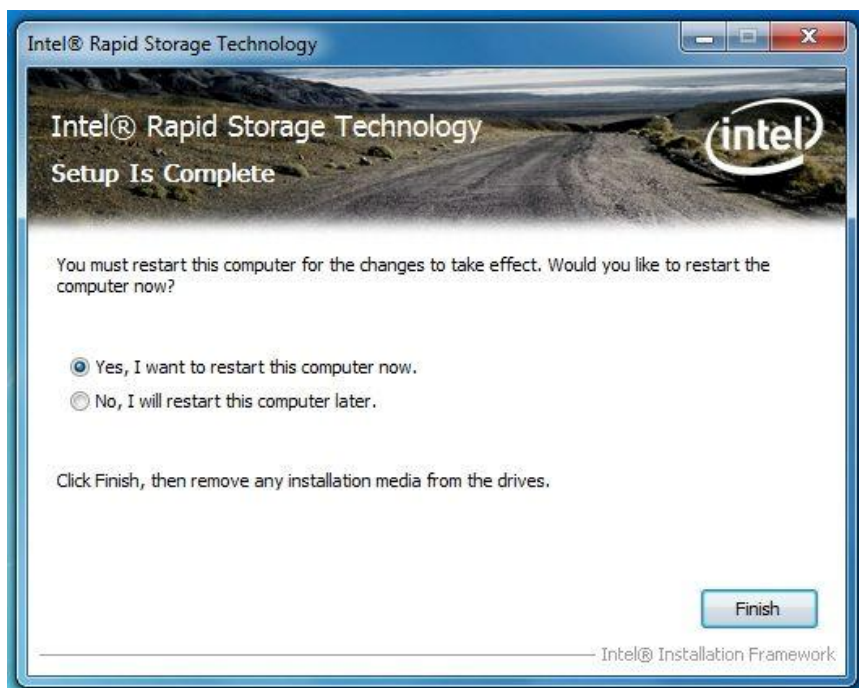 Intel® Rapid Storage Technology
Intel® Rapid Storage Technology
Setup Is Complete
intel
You must restart this computer for the changes to take effect. Would you like to restart the
computer now?
Yes, I want to restart this computer now.
No, I will restart this computer later.
Click Finish, then remove any installation media from the drives.
Finish
Intel® Installation Framework